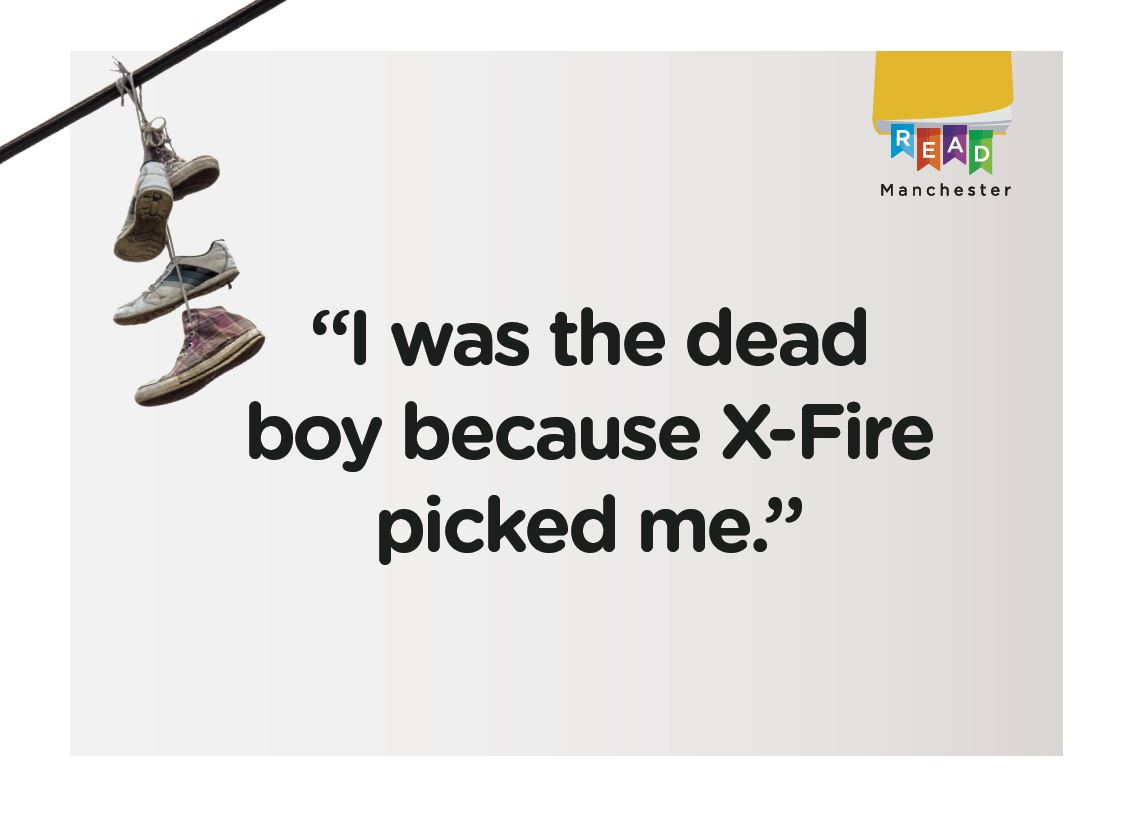 READ
Manchester
“I was the dead
boy because X-Fire
picked me.”